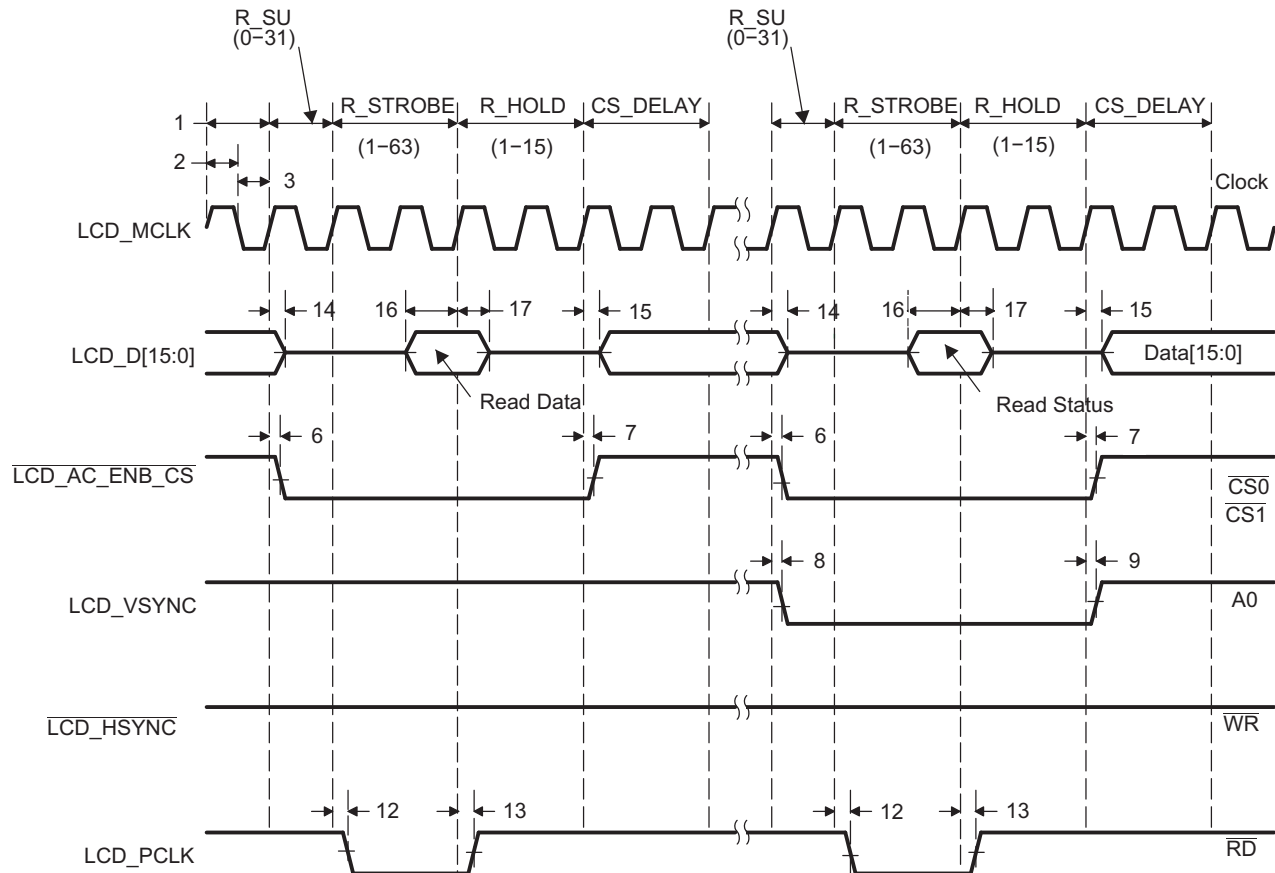 R_SU
(0−31)
R_SU
(0−31)
R_STROBE R_HOLD CS_DELAY R_STROBE R_HOLD CS_DELAY
1
(1−63) (1−15) (1−63) (1−15)
2
3 Clock
LCD_MCLK
14 16 17 15 14 16 17 15
LCD_D[15:0] Data[15:0]
Read Data Read Status
6 7 6 7
LCD_AC_ENB_CS CS0
CS1
8 9
LCD_VSYNC A0
LCD_HSYNC WR
12 13 12 13
LCD_PCLK RD